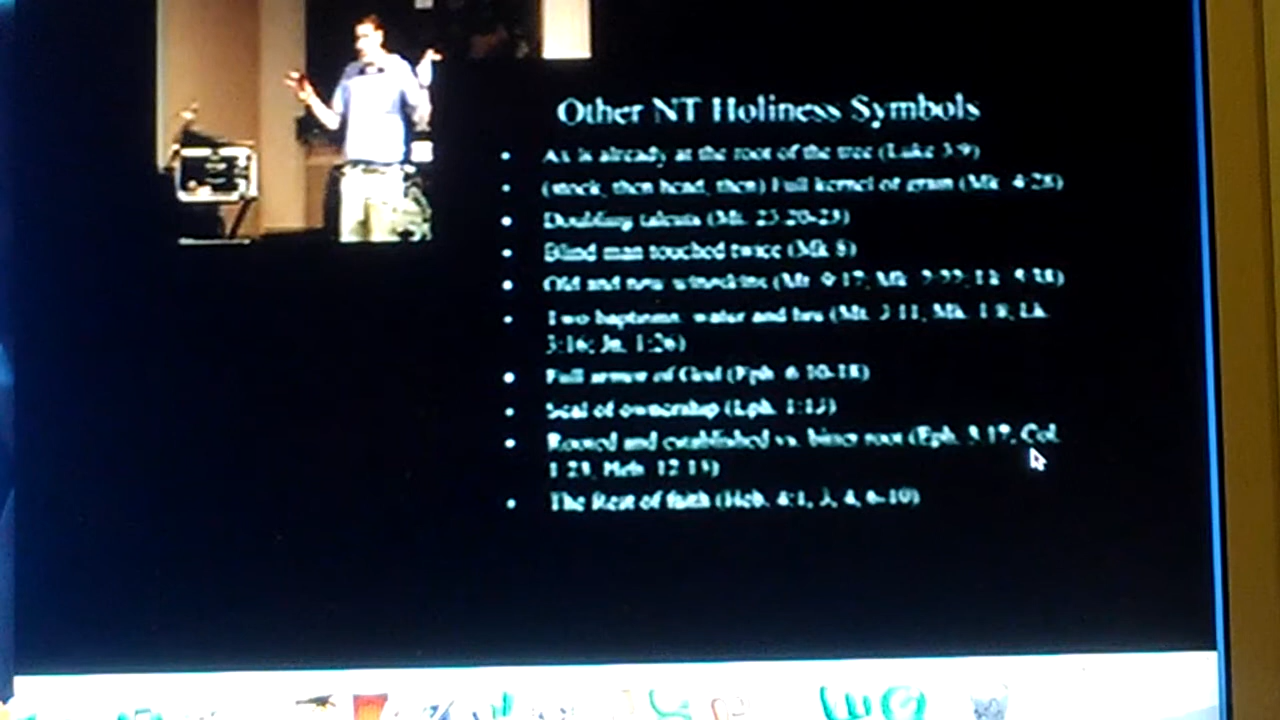 Other NT Holiness Symbols
• Ax is already at the root of the tree (Luke 3:9)
• (stock, then head, then) Full kernel of grain (Mk. 4:28)
• Doubling talents (Mt. 25:20-23)
• Blind man touched twice (Mk 8)
• Old and new wineskins (Mt. 9:17, Mk. 2:22; Lk.
• Two baptisms: water and fire (Mt. 3:11, Mk. 1:8, Lk.
3:16; Jn. 1:26)
• Full armor of God (Eph. 6:10-18)
• Seal of ownership (Eph. 1:13)
• Rooted and established vs. bitter root (Eph. 3:17, Col.
1:23, Heb. 12:15)
• The Rest of faith (Heb. 4:1, 3, 4, 6-10)